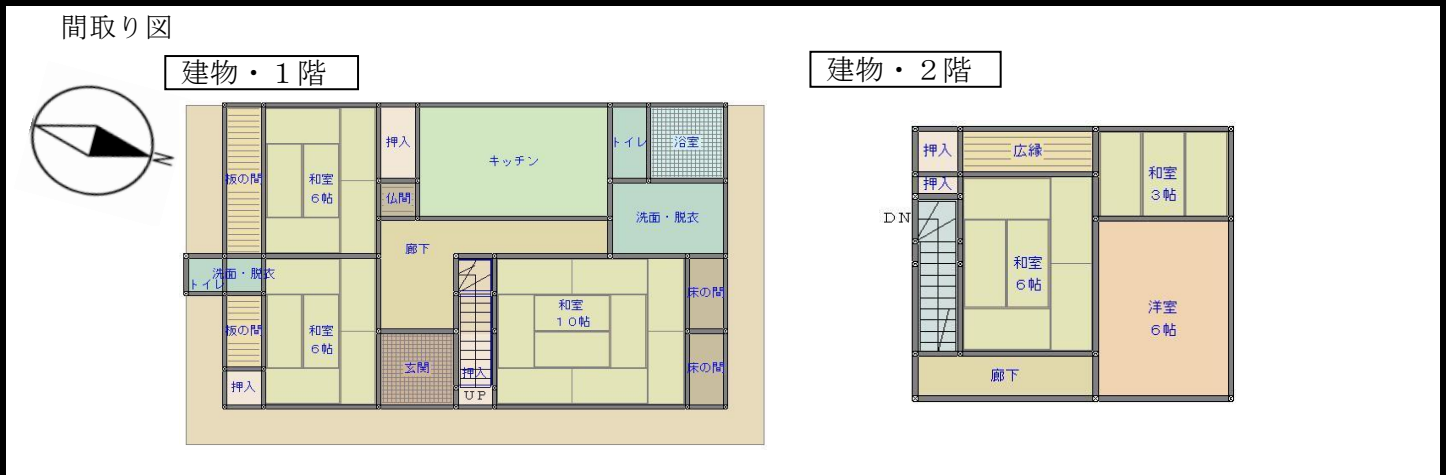 間取り図
建物・1階
建物・2階
N
板の間
和室
6帖
押入
仏間
キッチン
トイレ
浴室
洗面・脱衣
廊下
洗面・脱衣
トイレ
板の間
和室
6帖
押入
玄関
押入
UP
和室
10帖
床の間
床の間
押入
広縁
押入
和室
3帖
DN
和室
6帖
洋室
6帖
廊下